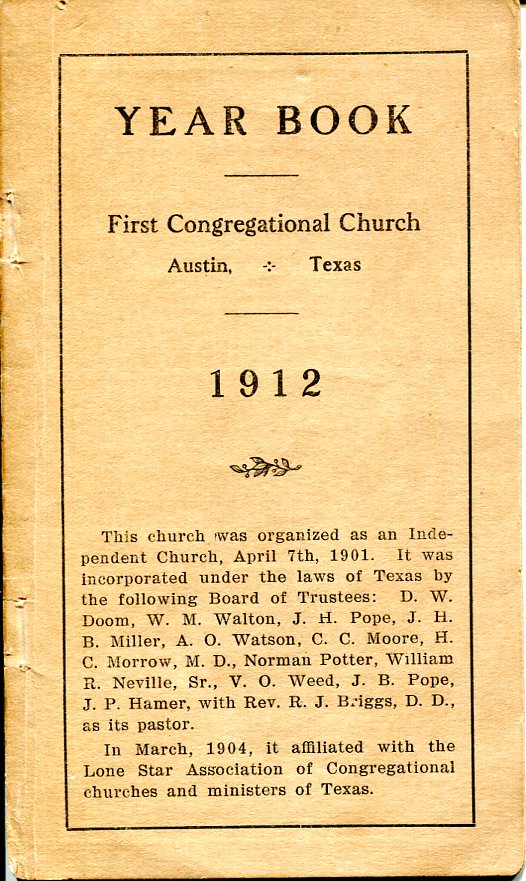 YEAR BOOK
First Congregational Church
Austin, -:- Texas
1912
This church was organized as an Inde-
pendent Church, April 7th, 1901. It was
incorporated under the laws of Texas by
the following Board of Trustees: D. W.
Doom, W. M. Walton, J. H. Pope, J. H.
B. Miller, A. O. Watson, C. C. Moore, H.
C. Morrow, M. D., Norman Potter, William
R. Neville, Sr., V. O. Weed, J. B. Pope,
J. P. Hamer, with Rev. R. J. Briggs, D. D.,
as its pastor.
In March, 1904, it affiliated with the
Lone Star Association of Congregational
churches and ministers of Texas.